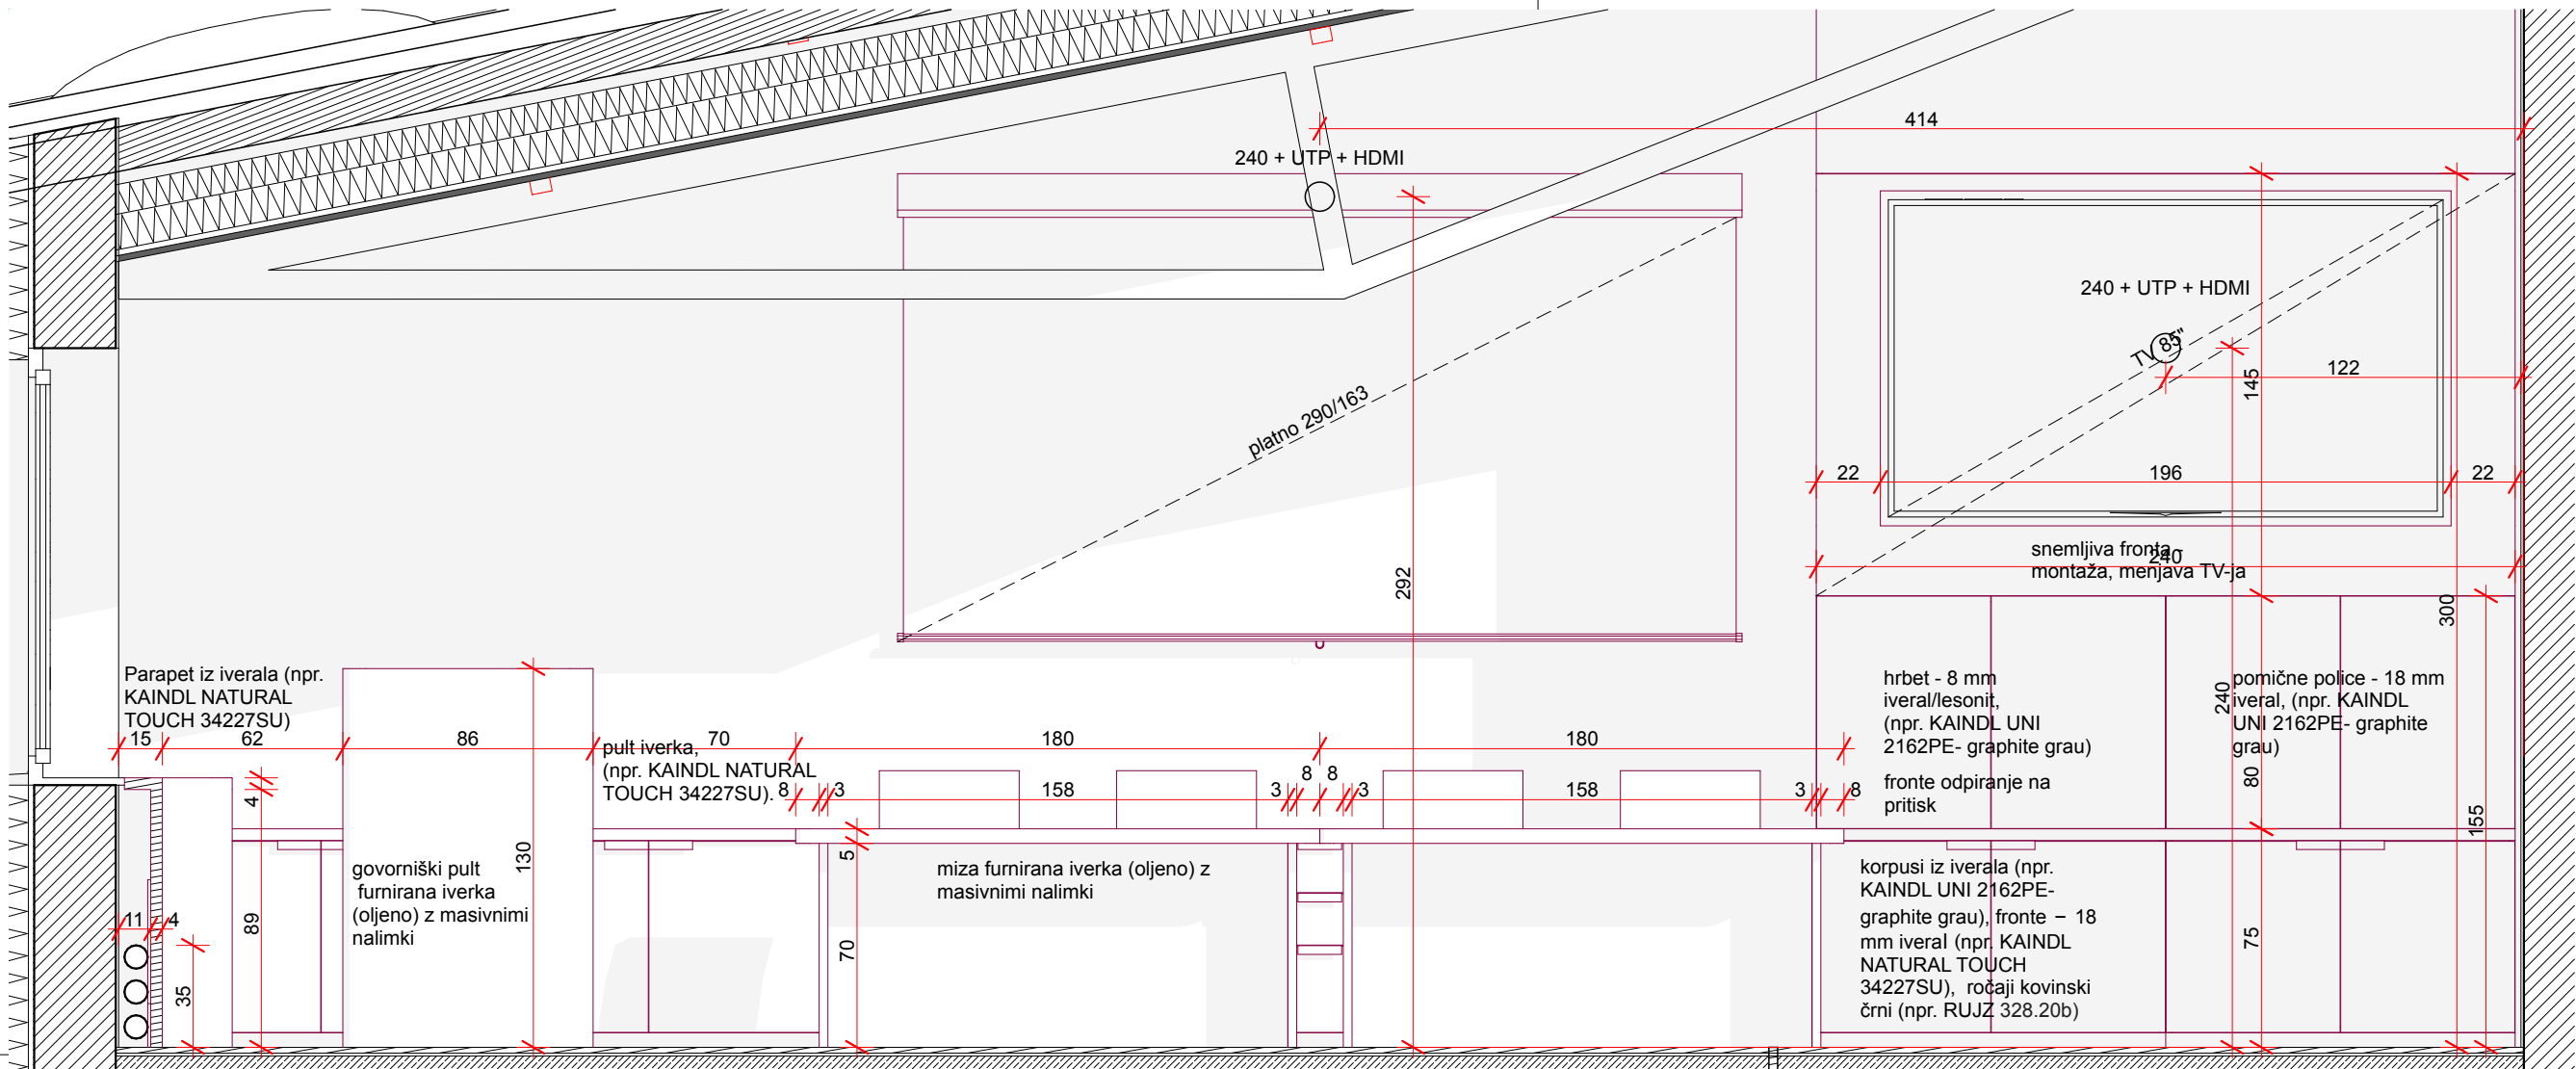 414
240 + UTP + HDMI
240 + UTP + HDMI
TV 85"
122
145
platno 290/163
22
196
22
snemljiva fronta -
240
montaža, menjava TV-ja
292
300
Parapet iz iverala (npr.
KAINDL NATURAL
TOUCH 34227SU)
hrbet - 8 mm
iveral/lesonit,
(npr. KAINDL UNI
2162PE- graphite grau)
240
pomične police - 18 mm
iveral, (npr. KAINDL
UNI 2162PE- graphite
grau)
15
62
86
70
180
180
pult iverka,
(npr. KAINDL NATURAL
TOUCH 34227SU).
8
3
158
3
8
8
3
158
3
8
fronte odpiranje na
pritisk
80
155
4
130
5
govorniški pult
furnirana iverka
(oljeno) z masivnimi
nalimki
miza furnirana iverka (oljeno) z
masivnimi nalimki
korpusi iz iverala (npr.
KAINDL UNI 2162PE-
graphite grau), fronte – 18
mm iveral (npr. KAINDL
NATURAL TOUCH
34227SU), ročaji kovinski
črni (npr. RUJZ 328.20b)
11
4
89
70
75
35